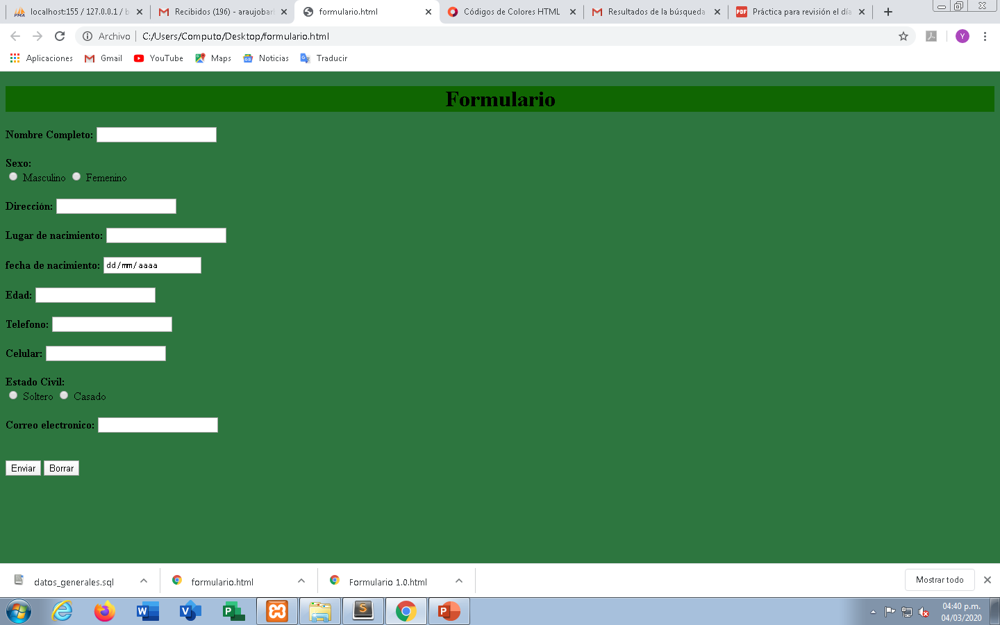 localhost:155 / 127.0.0.1 / b
Recibidos (196) - araujobarl
formulario.html
Códigos de Colores HTML
Resultados de la búsqueda
PDF
Práctica para revisión el día
Archivo
C:/Users/Computo/Desktop/formulario.html
Y
Aplicaciones
Gmail
YouTube
Maps
Noticias
Traducir
Formulario
Nombre Completo:
Sexo:
Masculino Femenino
Dirección:
Lugar de nacimiento:
fecha de nacimiento: dd/mm/aaaa
Edad:
Telefono:
Celular:
Estado Civil:
Soltero Casado
Correo electronico:
Enviar Borrar
datos_generales.sql
formulario.html
Formulario 1.0.html
Mostrar todo
04:40 p.m.
04/03/2020